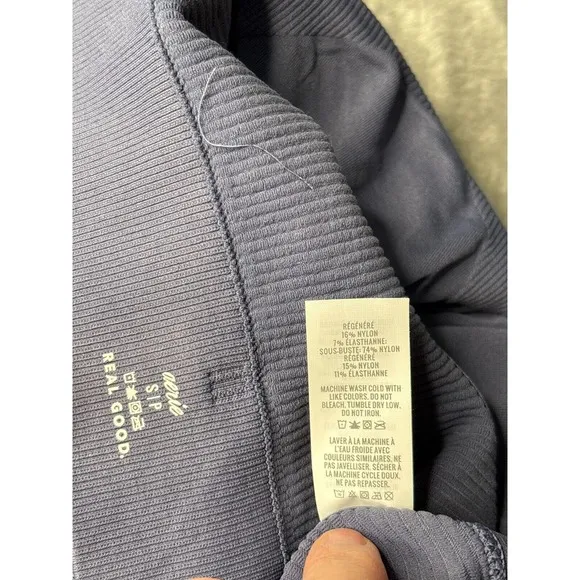 aerie
S|P
REAL GOOD.
RÉGÉNÉRÉ
16% NYLON
7% ÉLASTHANNE;
SOUS-BUSTE: 74% NYLON
RÉGÉNÉRÉ
15% NYLON
11% ÉLASTHANNE
MACHINE WASH COLD WITH
LIKE COLORS. DO NOT
BLEACH. TUMBLE DRY LOW.
DO NOT IRON.
LAVER À LA MACHINE À
L'EAU FROIDE AVEC
COULEURS SIMILAIRES, NE
PAS JAVELLISER. SÉCHER À
LA MACHINE CYCLE DOUX.
NE PAS REPASSER.